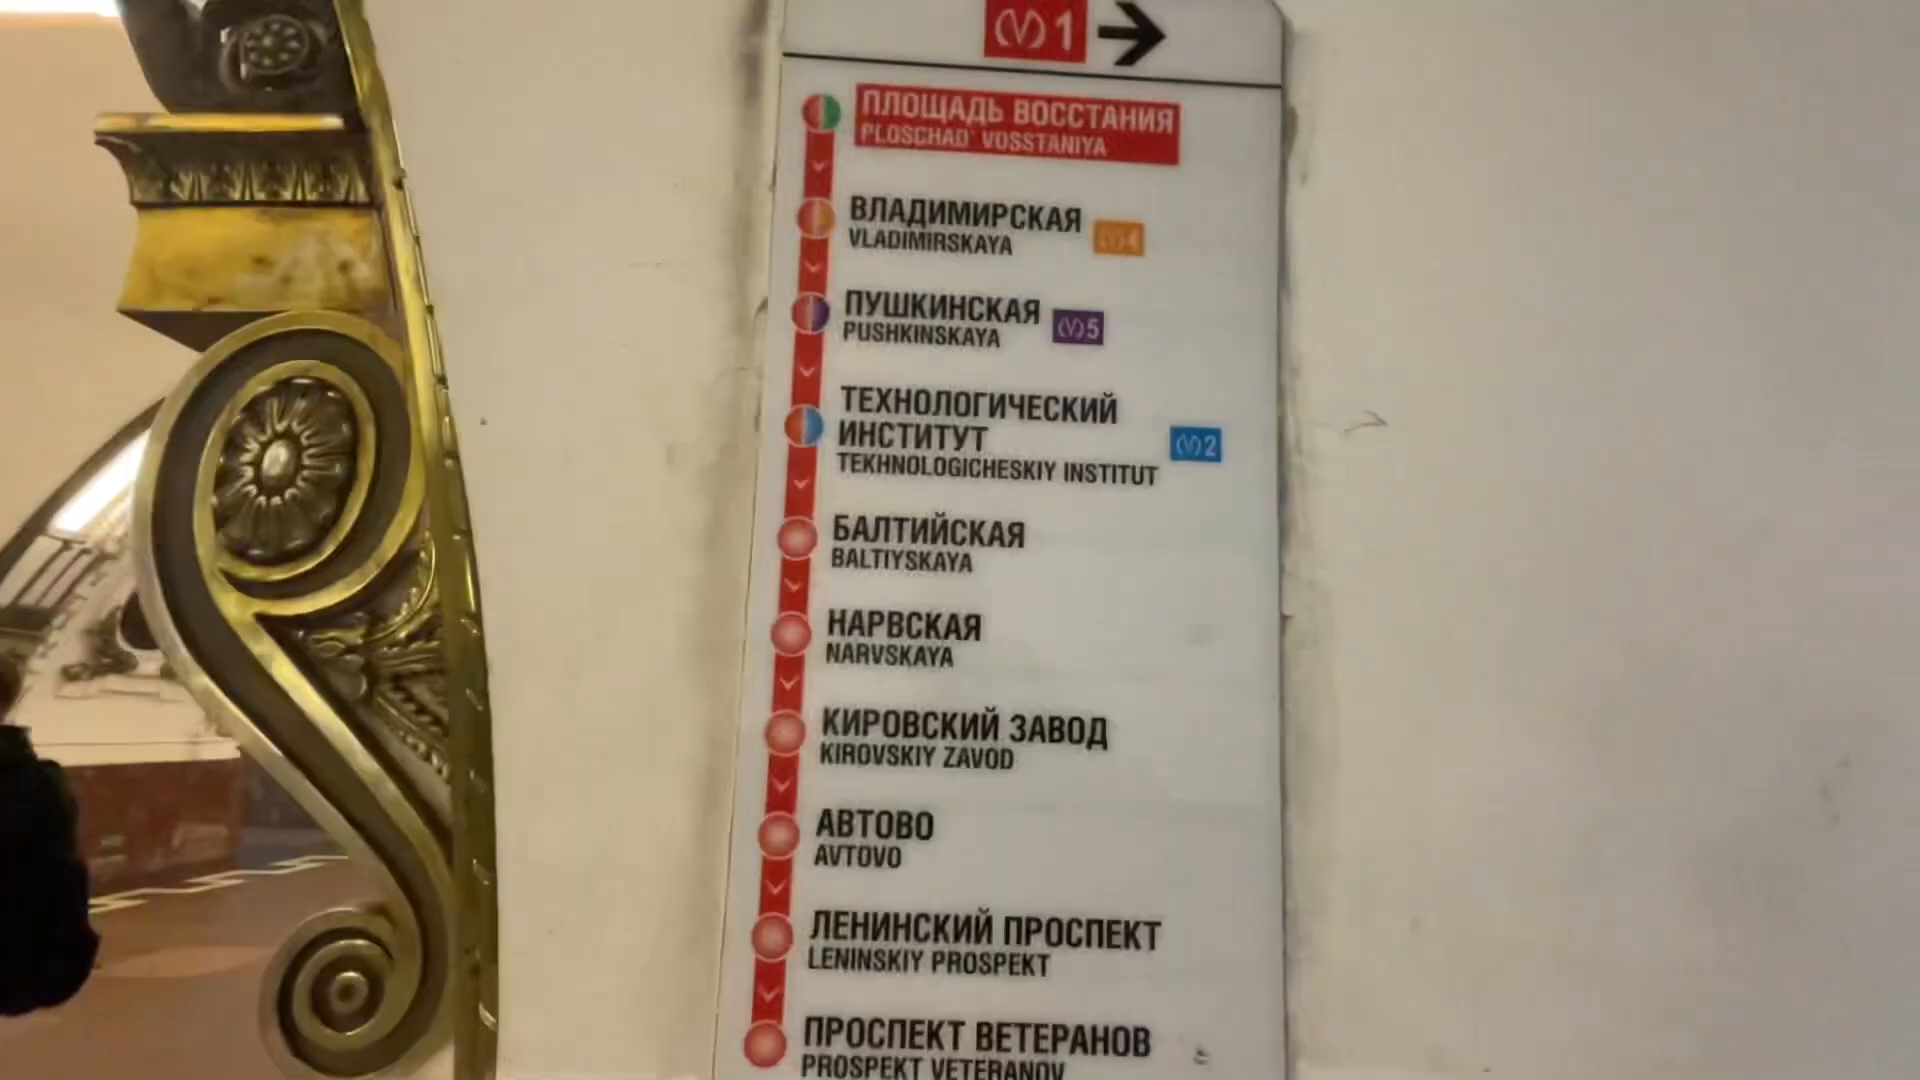 1
ПЛОЩАДЬ ВОССТАНИЯ
PLOSCHAD' VOSSTANIYA
ВЛАДИМИРСКАЯ
VLADIMIRSKAYA
4
ПУШКИНСКАЯ
PUSHKINSKAYA
5
ТЕХНОЛОГИЧЕСКИЙ
ИНСТИТУТ
TEKHNOLOGICHESKIY INSTITUT
2
БАЛТИЙСКАЯ
BALTIYSKAYA
НАРВСКАЯ
NARVSKAYA
КИРОВСКИЙ ЗАВОД
KIROVSKIY ZAVOD
АВТОВО
AVTOVO
ЛЕНИНСКИЙ ПРОСПЕКТ
LENINSKIY PROSPEKT
ПРОСПЕКТ ВЕТЕРАНОВ
PROSPEKT VETERANOV